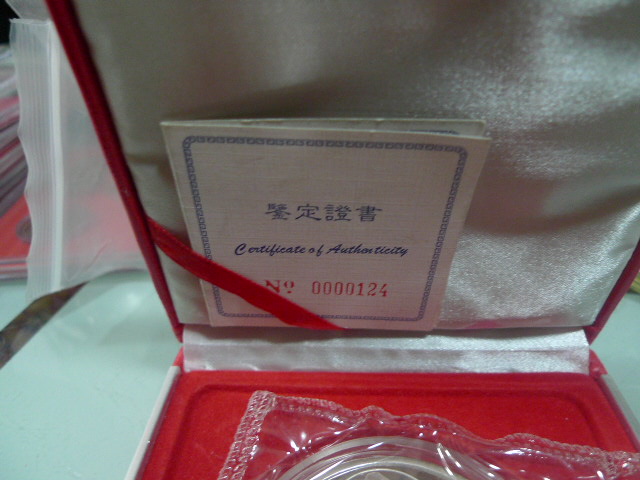 鑒定證書
Certificate of Authenticity
Nº 0000124